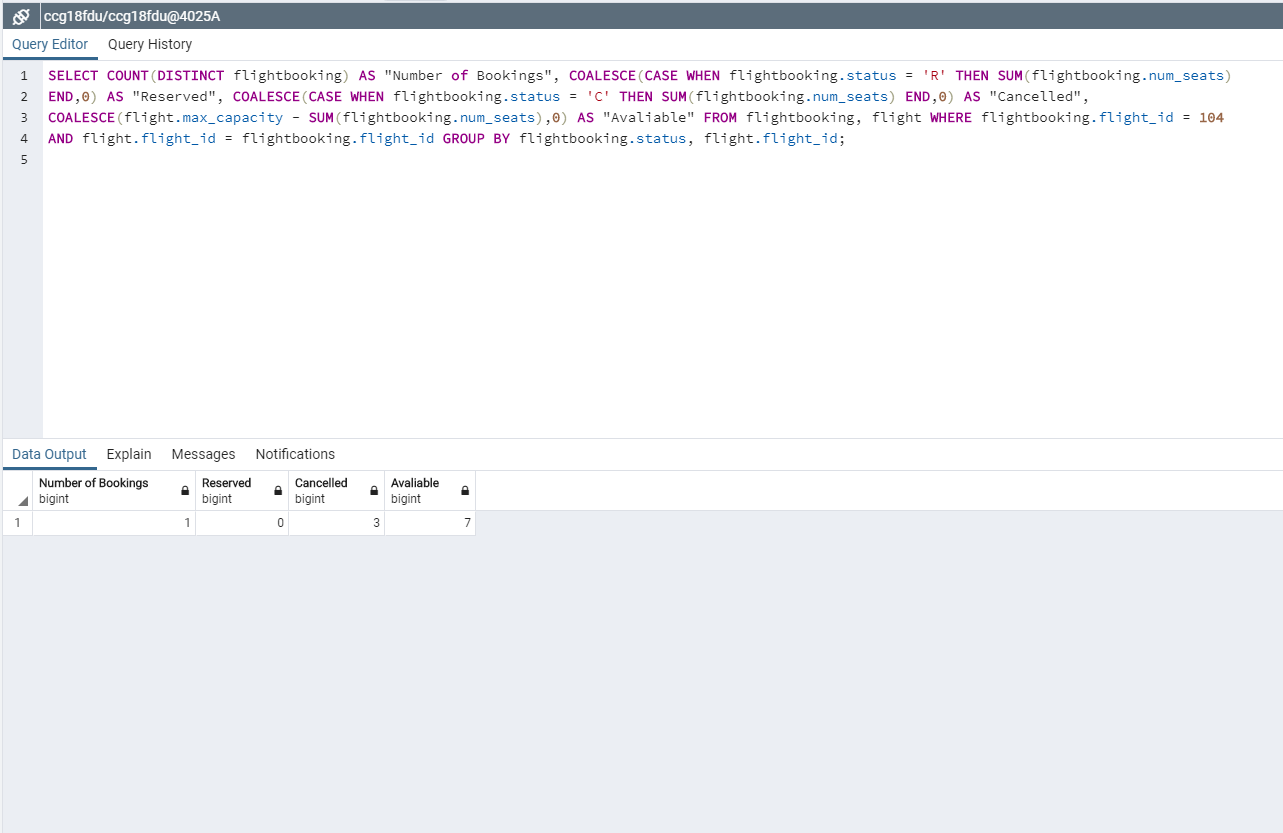 ccg18fdu/ccg18fdu@4025A
Query Editor Query History
1 SELECT COUNT(DISTINCT flightbooking) AS "Number of Bookings", COALESCE(CASE WHEN flightbooking.status = 'R' THEN SUM(flightbooking.num_seats)
2 END,0) AS "Reserved", COALESCE(CASE WHEN flightbooking.status = 'C' THEN SUM(flightbooking.num_seats) END,0) AS "Cancelled",
3 COALESCE(flight.max_capacity - SUM(flightbooking.num_seats),0) AS "Avaliable" FROM flightbooking, flight WHERE flightbooking.flight_id = 104
4 AND flight.flight_id = flightbooking.flight_id GROUP BY flightbooking.status, flight.flight_id;
5
Data Output Explain Messages Notifications
Number of Bookings Reserved Cancelled Avaliable
bigint bigint bigint bigint
1 1 0 3 7